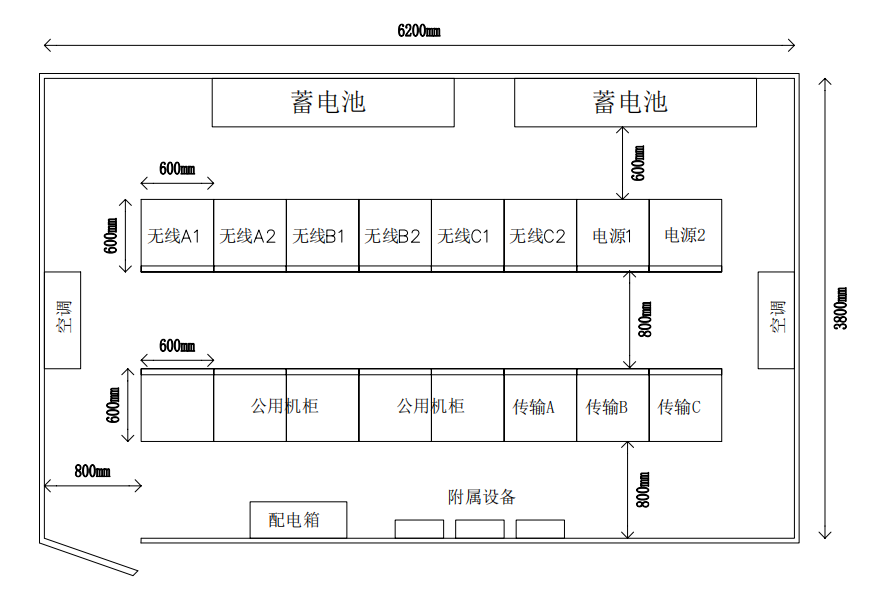 6200mm
蓄电池
蓄电池
600mm
600mm
600mm
无线A1
无线A2
无线B1
无线B2
无线C1
无线C2
电源1
电源2
空调
800mm
空调
3800mm
600mm
600mm
公用机柜
公用机柜
传输A
传输B
传输C
800mm
800mm
附属设备
配电箱